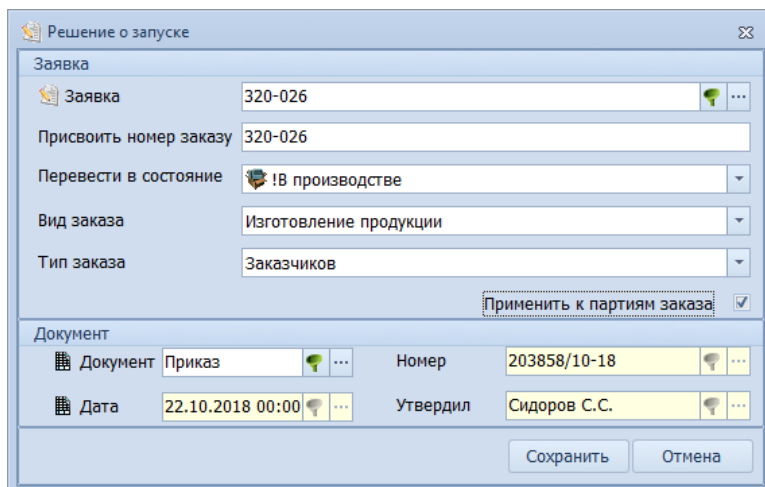 Решение о запуске
Заявка
Заявка 320-026 ...
Присвоить номер заказу 320-026
Перевести в состояние !В производстве
Вид заказа Изготовление продукции
Тип заказа Заказчиков
Применить к партиям заказа
Документ
Документ Приказ ... Номер 203858/10-18 ...
Дата 22.10.2018 00:00 ... Утвердил Сидоров С.С. ...
Сохранить Отмена